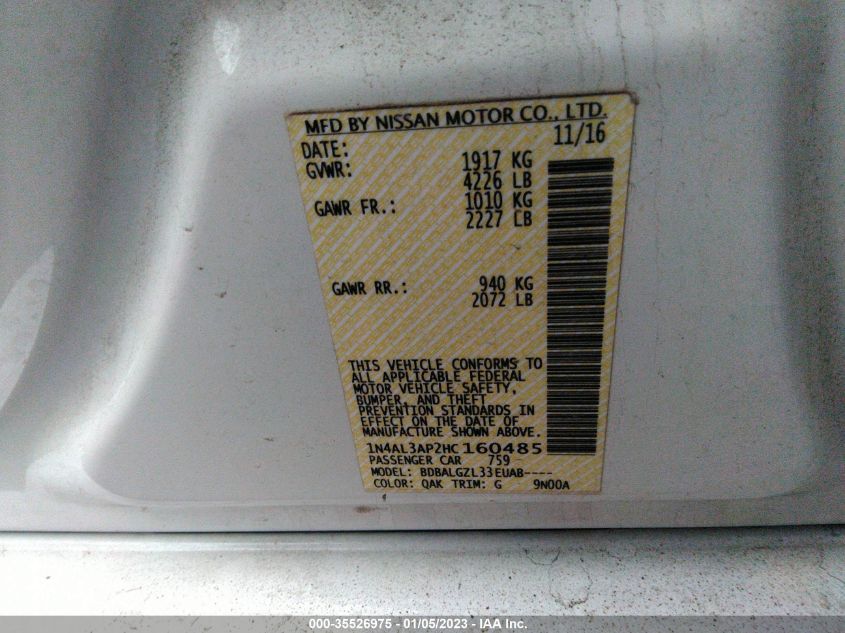 MFD BY NISSAN MOTOR CO., LTD.
DATE: 11/16
GVWR: 1917 KG
4226 LB
GAWR FR.: 1010 KG
2227 LB
GAWR RR.: 940 KG
2072 LB
THIS VEHICLE CONFORMS TO
ALL APPLICABLE FEDERAL
MOTOR VEHICLE SAFETY,
BUMPER, AND THEFT
PREVENTION STANDARDS IN
EFFECT ON THE DATE OF
MANUFACTURE SHOWN ABOVE.
1N4AL3AP2HC160485
PASSENGER CAR 759
MODEL: BDBALGZL33EUAB----
COLOR: QAK TRIM: G 9N00A
000-35526975 - 01/05/2023 - IAA Inc.